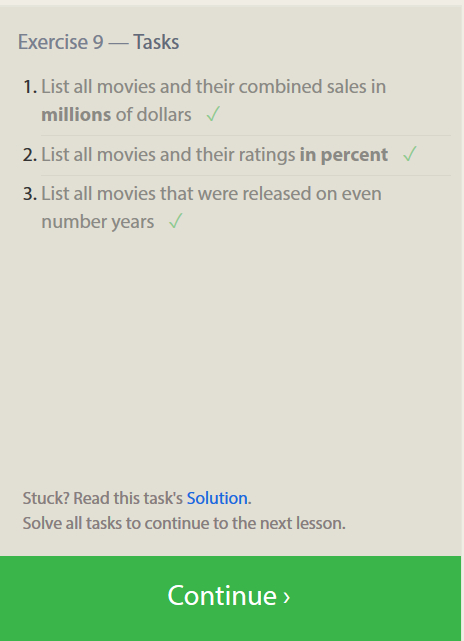 Exercise 9 — Tasks
1. List all movies and their combined sales in
millions of dollars ✓
2. List all movies and their ratings in percent ✓
3. List all movies that were released on even
number years ✓
Stuck? Read this task's Solution.
Solve all tasks to continue to the next lesson.
Continue ›